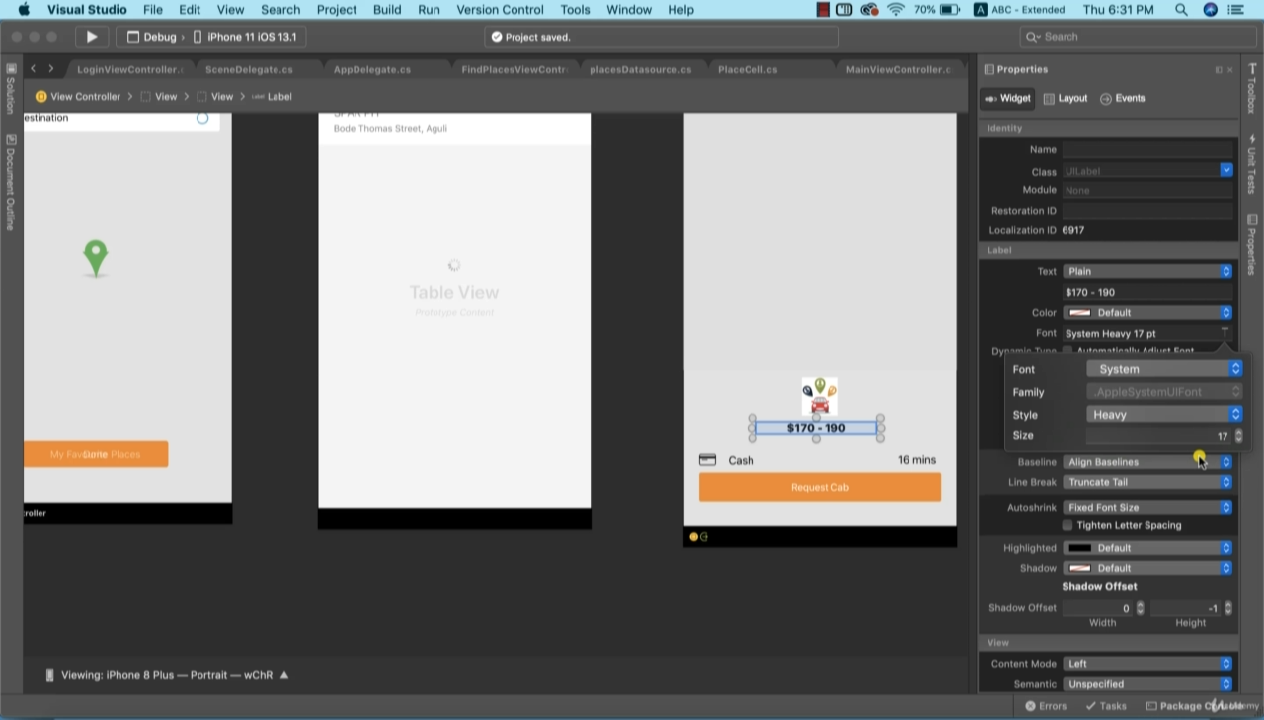 Visual Studio File Edit View Search Project Build Run Version Control Tools Window Help 70% A ABC - Extended Thu 6:31 PM
Debug › iPhone 11 iOS 13.1 Project saved. Search
LoginViewController.c SceneDelegate.cs AppDelegate.cs FindPlacesViewContr placesDatasource.cs PlaceCell.cs MainViewController.c
View Controller > View > View > Label Label
Solution
Document Outline
estination
My Places
roller
Bode Thomas Street, Aguli
Table View
Prototype Content
$170 - 190
Cash 16 mins
Request Cab
Viewing: iPhone 8 Plus — Portrait — wChR
Properties
Widget Layout Events
Identity
Name
Class UILabel
Module None
Restoration ID
Localization ID 6917
Label
Text Plain
$170 - 190
Color Default
Font System Heavy 17 pt
Dynamic Type Automatically Adjust Font
Font System
Family .AppleSystemUIFont
Style Heavy
Size 17
Baseline Align Baselines
Line Break Truncate Tail
Autoshrink Fixed Font Size
Tighten Letter Spacing
Highlighted Default
Shadow Default
Shadow Offset
Shadow Offset 0 -1
Width Height
View
Content Mode Left
Semantic Unspecified
Toolbox
Unit Tests
Properties
Errors Tasks Package